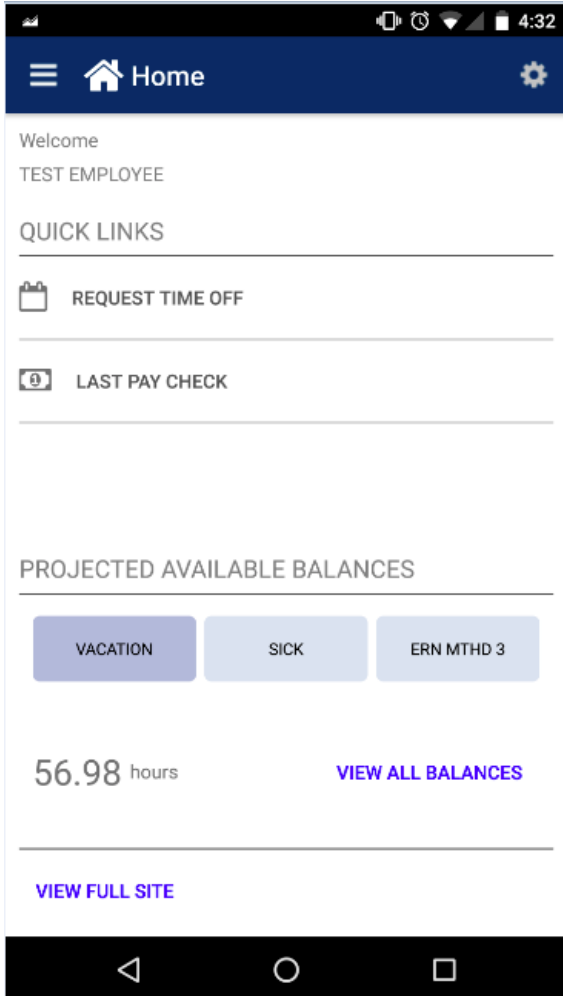 4:32
Home
Welcome
TEST EMPLOYEE
QUICK LINKS
REQUEST TIME OFF
LAST PAY CHECK
PROJECTED AVAILABLE BALANCES
VACATION SICK ERN MTHD 3
56.98 hours VIEW ALL BALANCES
VIEW FULL SITE